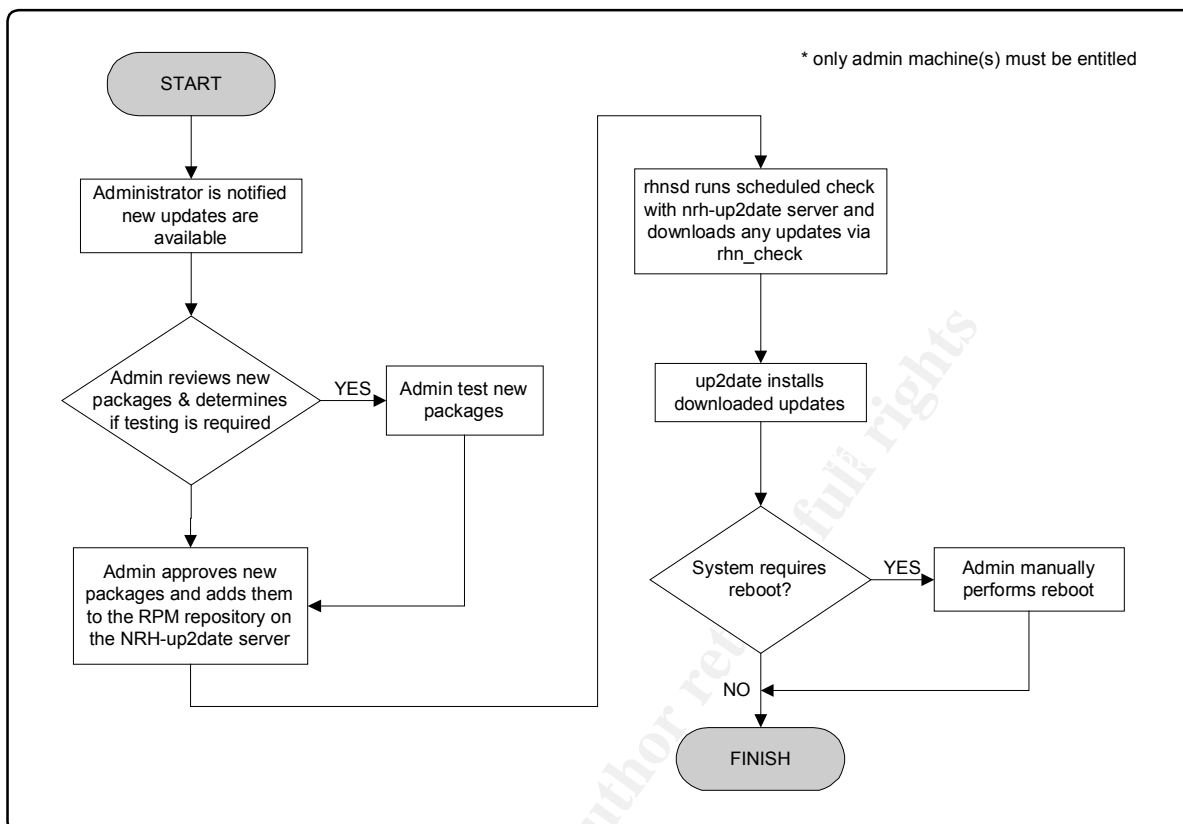 * only admin machine(s) must be entitled
START
Administrator is notified
new updates are
available
Admin reviews new
packages & determines
if testing is required
YES
Admin test new
packages
Admin approves new
packages and adds them
to the RPM repository on
the NRH-up2date server
rhnsd runs scheduled check
with nrh-up2date server and
downloads any updates via
rhn_check
up2date installs
downloaded updates
System requires
reboot?
YES
Admin manually
performs reboot
NO
FINISH
full rights